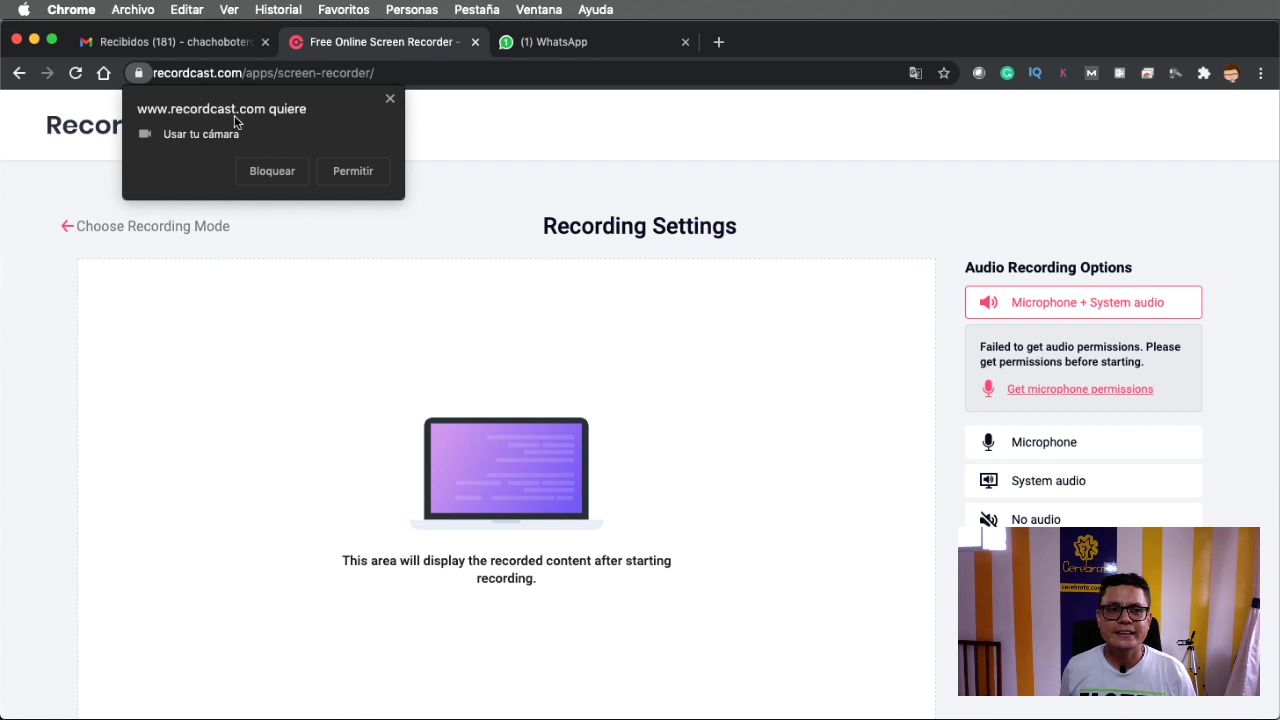 Chrome Archivo Editar Ver Historial Favoritos Personas Pestaña Ventana Ayuda
Recibidos (181) - chachoboter
Free Online Screen Recorder -
(1) WhatsApp
recordcast.com/apps/screen-recorder/
Recor
www.recordcast.com quiere
Usar tu cámara
Bloquear Permitir
Choose Recording Mode
Recording Settings
Audio Recording Options
Microphone + System audio
Failed to get audio permissions. Please
get permissions before starting.
Get microphone permissions
Microphone
System audio
No audio
This area will display the recorded content after starting
recording.
Cerebrote
cerebrote.com